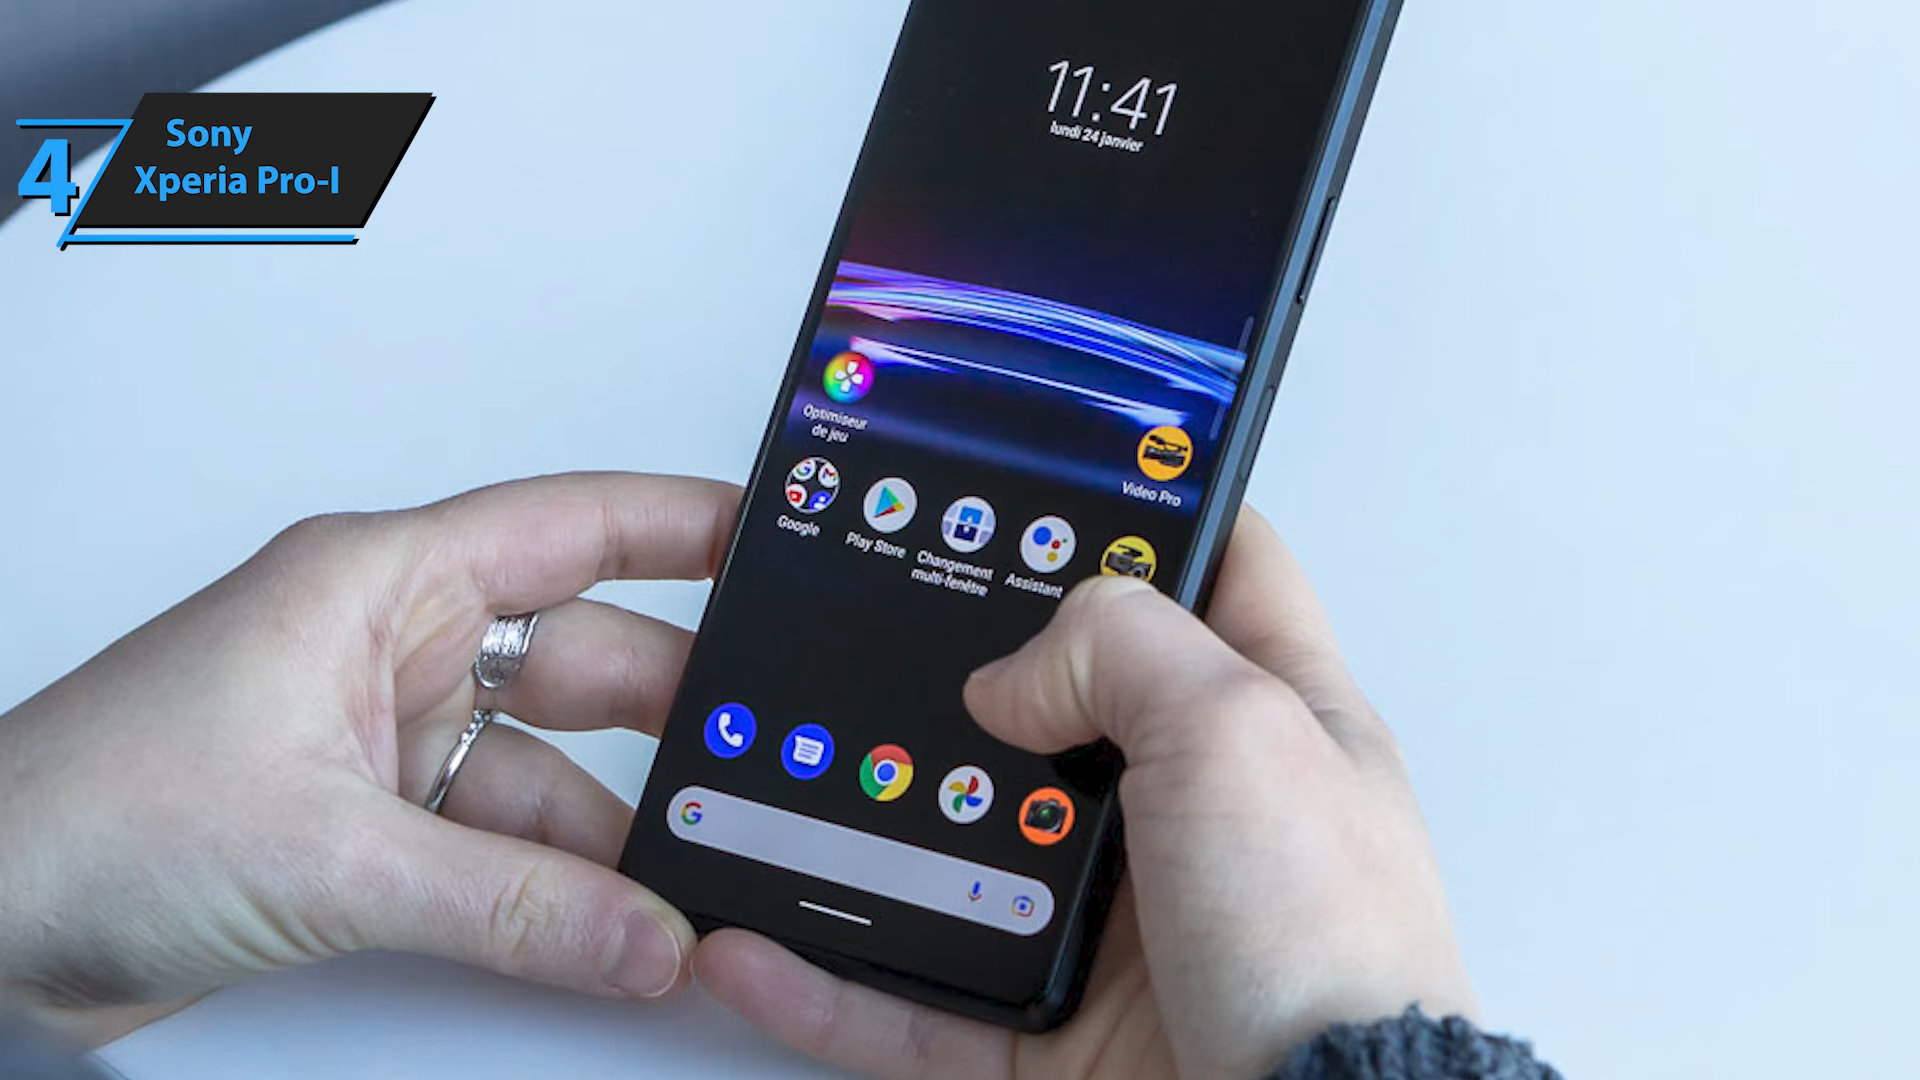 4
Sony
Xperia Pro-I
11:41
lundi 24 janvier
Optimiseur
de jeu
Video Pro
Google
Play Store
Changement
multi-fenêtre
Assistant
G